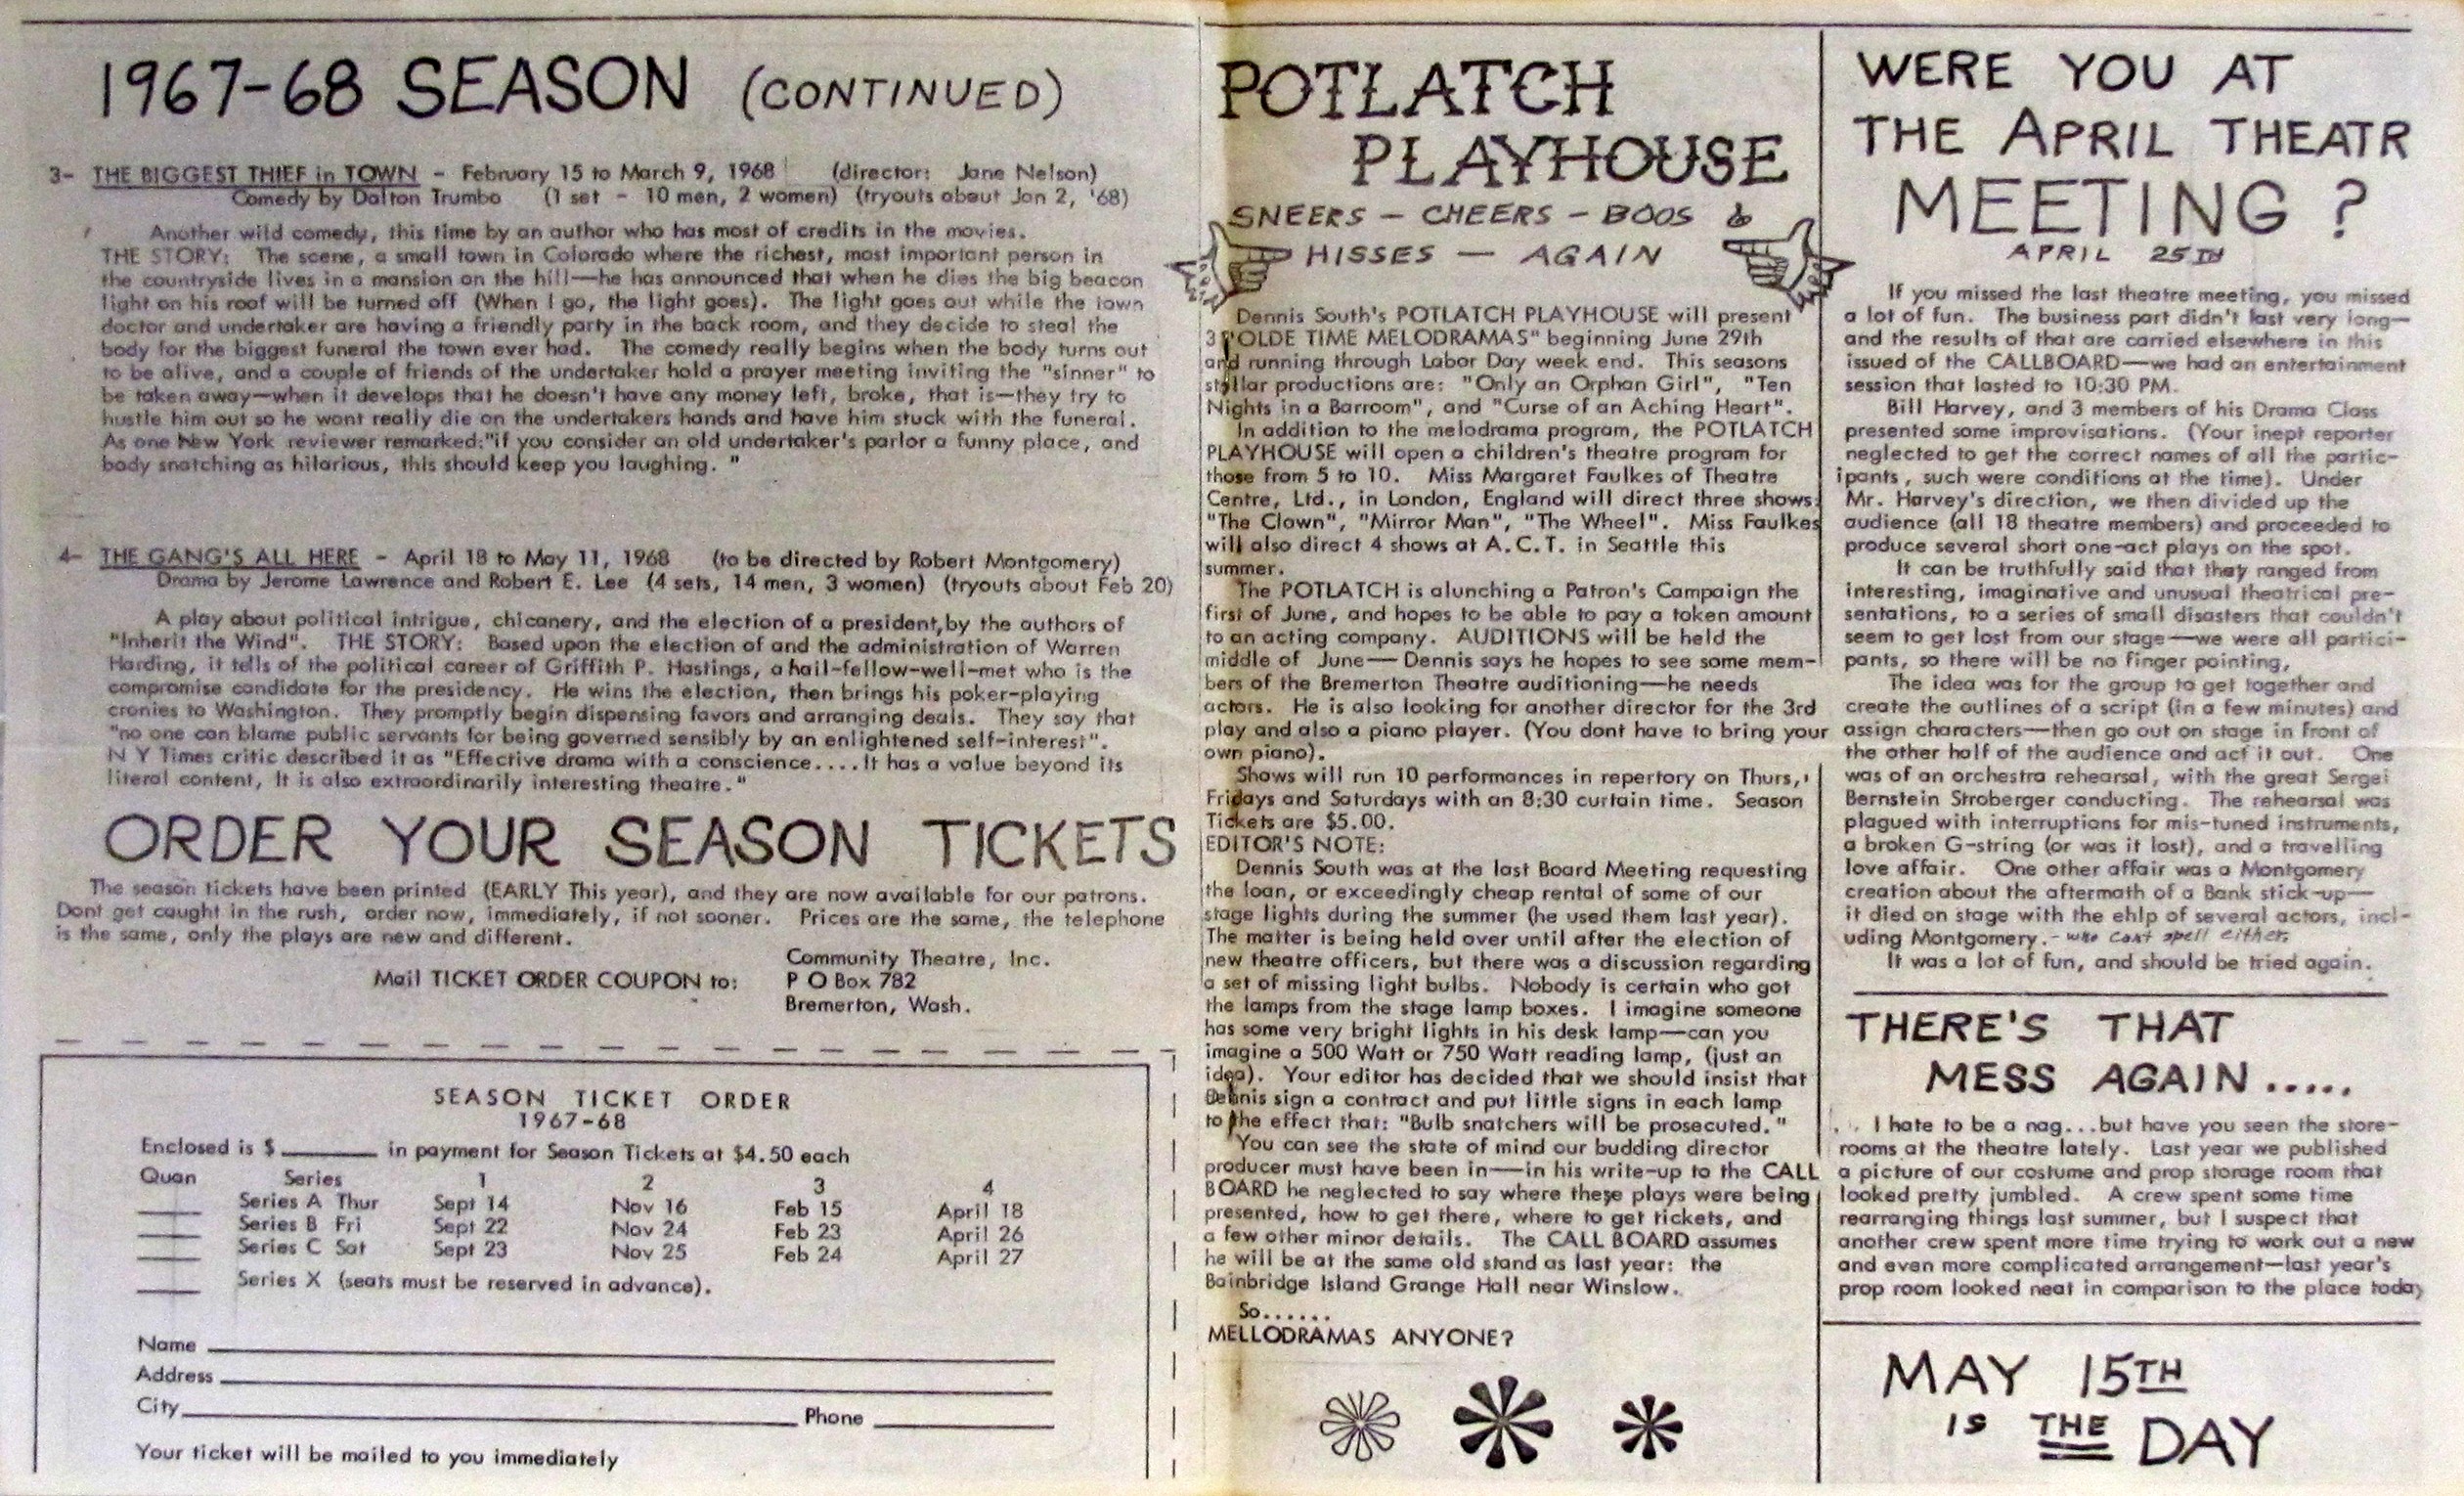 1967-68 SEASON (CONTINUED)
3- THE BIGGEST THIEF in TOWN - February 15 to March 9, 1968 (director: Jane Nelson)
Comedy by Dalton Trumbo (1 set - 10 men, 2 women) (tryouts about Jan 2, '68)
Another wild comedy, this time by an author who has most of credits in the movies.
THE STORY: The scene, a small town in Colorado where the richest, most important person in
the countryside lives in a mansion on the hill—he has announced that when he dies the big beacon
light on his roof will be turned off (When I go, the light goes). The light goes out while the town
doctor and undertaker are having a friendly party in the back room, and they decide to steal the
body for the biggest funeral the town ever had. The comedy really begins when the body turns out
to be alive, and a couple of friends of the undertaker hold a prayer meeting inviting the "sinner" to
be taken away—when it develops that he doesn't have any money left, broke, that is—they try to
hustle him out so he wont really die on the undertakers hands and have him stuck with the funeral.
As one New York reviewer remarked:"if you consider an old undertaker's parlor a funny place, and
body snatching as hilarious, this should keep you laughing. "
4- THE GANG'S ALL HERE - April 18 to May 11, 1968 (to be directed by Robert Montgomery)
Drama by Jerome Lawrence and Robert E. Lee (4 sets, 14 men, 3 women) (tryouts about Feb 20)
A play about political intrigue, chicanery, and the election of a president,by the authors of
"Inherit the Wind". THE STORY: Based upon the election of and the administration of Warren
Harding, it tells of the political career of Griffith P. Hastings, a hail-fellow-well-met who is the
compromise candidate for the presidency. He wins the election, then brings his poker-playing
cronies to Washington. They promptly begin dispensing favors and arranging deals. They say that
"no one can blame public servants for being governed sensibly by an enlightened self-interest".
N Y Times critic described it as "Effective drama with a conscience....It has a value beyond its
literal content, It is also extraordinarily interesting theatre."
ORDER YOUR SEASON TICKETS
The season tickets have been printed (EARLY This year), and they are now available for our patrons.
Dont get caught in the rush, order now, immediately, if not sooner. Prices are the same, the telephone
is the same, only the plays are new and different.
Mail TICKET ORDER COUPON to:
Community Theatre, Inc.
P O Box 782
Bremerton, Wash.
SEASON TICKET ORDER
1967-68
Enclosed is $ in payment for Season Tickets at $4.50 each
Quan Series 1 2 3 4
Series A Thur Sept 14 Nov 16 Feb 15 April 18
Series B Fri Sept 22 Nov 24 Feb 23 April 26
Series C Sat Sept 23 Nov 25 Feb 24 April 27
Series X (seats must be reserved in advance).
Name
Address
City Phone
Your ticket will be mailed to you immediately
POTLATCH
PLAYHOUSE
SNEERS - CHEERS - BOOS &
HISSES - AGAIN
Dennis South's POTLATCH PLAYHOUSE will present
3 "OLDE TIME MELODRAMAS" beginning June 29th
and running through Labor Day week end. This seasons
stellar productions are: "Only an Orphan Girl", "Ten
Nights in a Barroom", and "Curse of an Aching Heart".
In addition to the melodrama program, the POTLATCH
PLAYHOUSE will open a children's theatre program for
those from 5 to 10. Miss Margaret Faulkes of Theatre
Centre, Ltd., in London, England will direct three shows:
"The Clown", "Mirror Man", "The Wheel". Miss Faulkes
will also direct 4 shows at A.C.T. in Seattle this
summer.
The POTLATCH is alunching a Patron's Campaign the
first of June, and hopes to be able to pay a token amount
to an acting company. AUDITIONS will be held the
middle of June— Dennis says he hopes to see some mem-
bers of the Bremerton Theatre auditioning—he needs
actors. He is also looking for another director for the 3rd
play and also a piano player. (You dont have to bring your
own piano).
Shows will run 10 performances in repertory on Thurs,
Fridays and Saturdays with an 8:30 curtain time. Season
Tickets are $5.00.
EDITOR'S NOTE:
Dennis South was at the last Board Meeting requesting
the loan, or exceedingly cheap rental of some of our
stage lights during the summer (he used them last year).
The matter is being held over until after the election of
new theatre officers, but there was a discussion regarding
a set of missing light bulbs. Nobody is certain who got
the lamps from the stage lamp boxes. I imagine someone
has some very bright lights in his desk lamp—can you
imagine a 500 Watt or 750 Watt reading lamp, (just an
idea). Your editor has decided that we should insist that
Dennis sign a contract and put little signs in each lamp
to the effect that: "Bulb snatchers will be prosecuted. "
You can see the state of mind our budding director
producer must have been in—in his write-up to the CALL
BOARD he neglected to say where these plays were being
presented, how to get there, where to get tickets, and
a few other minor details. The CALL BOARD assumes
he will be at the same old stand as last year: the
Bainbridge Island Grange Hall near Winslow.
So......
MELLODRAMAS ANYONE?
WERE YOU AT
THE APRIL THEATR
MEETING ?
APRIL 25TH
If you missed the last theatre meeting, you missed
a lot of fun. The business part didn't last very long—
and the results of that are carried elsewhere in this
issued of the CALLBOARD—we had an entertainment
session that lasted to 10:30 PM.
Bill Harvey, and 3 members of his Drama Class
presented some improvisations. (Your inept reporter
neglected to get the correct names of all the partic-
ipants, such were conditions at the time). Under
Mr. Harvey's direction, we then divided up the
audience (all 18 theatre members) and proceeded to
produce several short one-act plays on the spot.
It can be truthfully said that they ranged from
interesting, imaginative and unusual theatrical pre-
sentations, to a series of small disasters that couldn't
seem to get lost from our stage—we were all partici-
pants, so there will be no finger pointing,
The idea was for the group to get together and
create the outlines of a script (in a few minutes) and
assign characters—then go out on stage in front of
the other half of the audience and act it out. One
was of an orchestra rehearsal, with the great Sergei
Bernstein Stroberger conducting. The rehearsal was
plagued with interruptions for mis-tuned instruments,
a broken G-string (or was it lost), and a travelling
love affair. One other affair was a Montgomery
creation about the aftermath of a Bank stick-up—
it died on stage with the ehlp of several actors, incl-
uding Montgomery.- who cant spell either.
It was a lot of fun, and should be tried again.
THERE'S THAT
MESS AGAIN.....
I hate to be a nag...but have you seen the store-
rooms at the theatre lately. Last year we published
a picture of our costume and prop storage room that
looked pretty jumbled. A crew spent some time
rearranging things last summer, but I suspect that
another crew spent more time trying to work out a new
and even more complicated arrangement—last year's
prop room looked neat in comparison to the place today
MAY 15TH
IS THE DAY